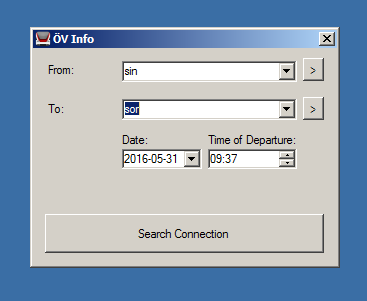 ÖV Info
From: sin >
To: sor >
Date: Time of Departure:
2016-05-31 09:37
Search Connection